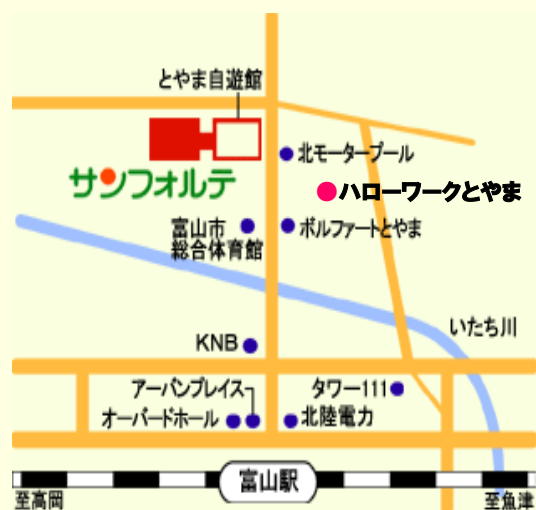 とやま自遊館
北モータープール
サンフォルテ
ハローワークとやま
富山市
総合体育館
ボルファートとやま
いたち川
KNB
アーバンプレイス
タワー111
オーバードホール
北陸電力
富山駅
至高岡
至魚津